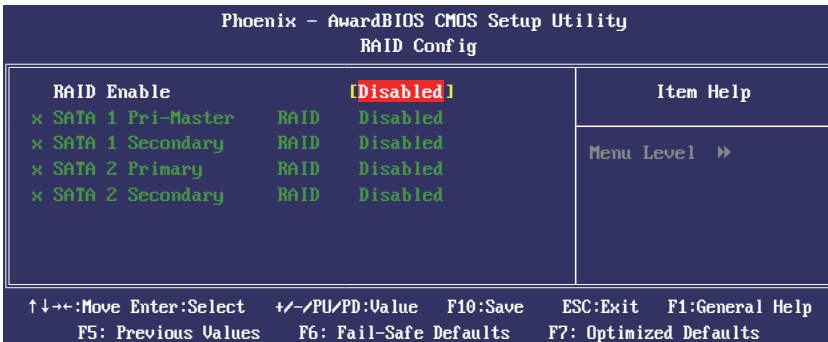 Phoenix - AwardBIOS CMOS Setup Utility
RAID Config
RAID Enable [Disabled]
x SATA 1 Pri-Master RAID Disabled
x SATA 1 Secondary RAID Disabled
x SATA 2 Primary RAID Disabled
x SATA 2 Secondary RAID Disabled
Item Help
Menu Level ►►
↑↓→←:Move Enter:Select +/-/PU/PD:Value F10:Save ESC:Exit F1:General Help
F5: Previous Values F6: Fail-Safe Defaults F7: Optimized Defaults